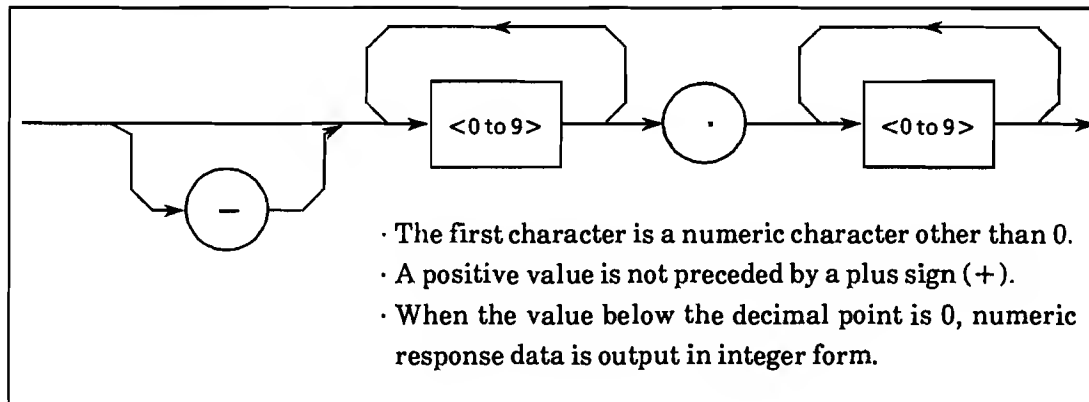 <0 to 9> . <0 to 9>
−
· The first character is a numeric character other than 0.
· A positive value is not preceded by a plus sign (+).
· When the value below the decimal point is 0, numeric
response data is output in integer form.